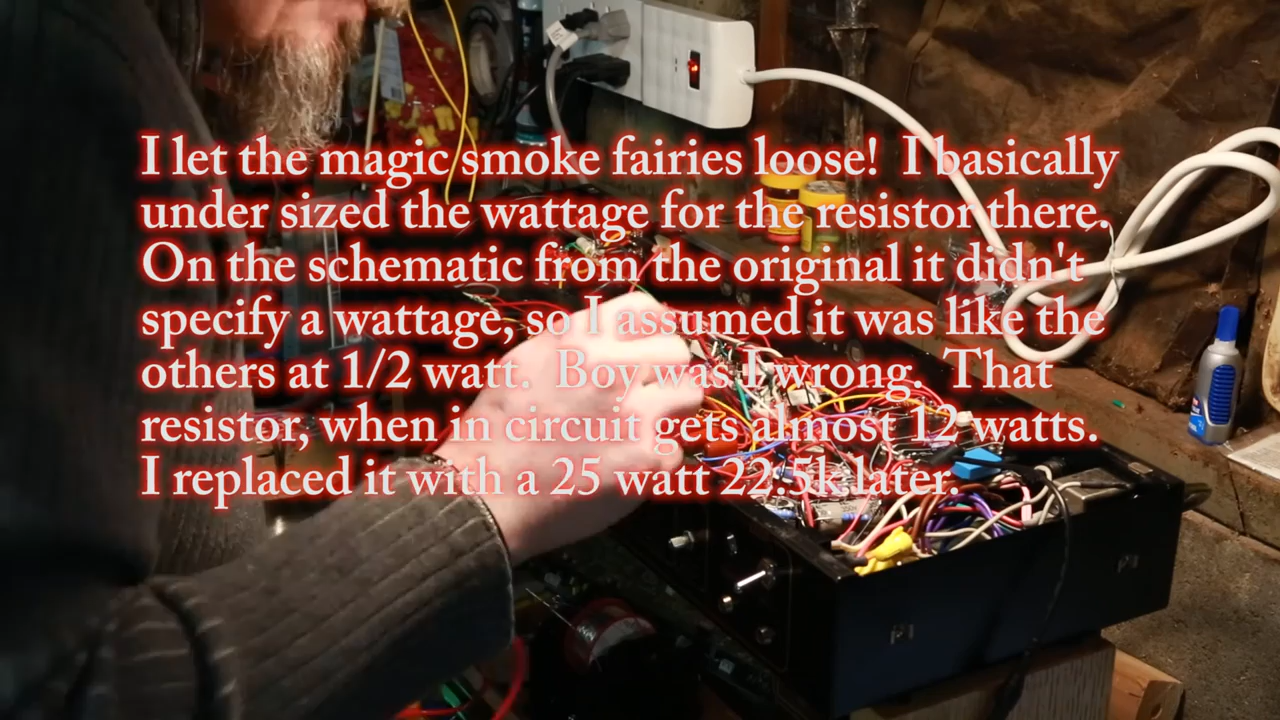 I let the magic smoke fairies loose!  I basically
under sized the wattage for the resistor there.
On the schematic from the original it didn't
specify a wattage, so I assumed it was like the
others at 1/2 watt.  Boy was I wrong.  That
resistor, when in circuit gets almost 12 watts.
I replaced it with a 25 watt 22.5k later.